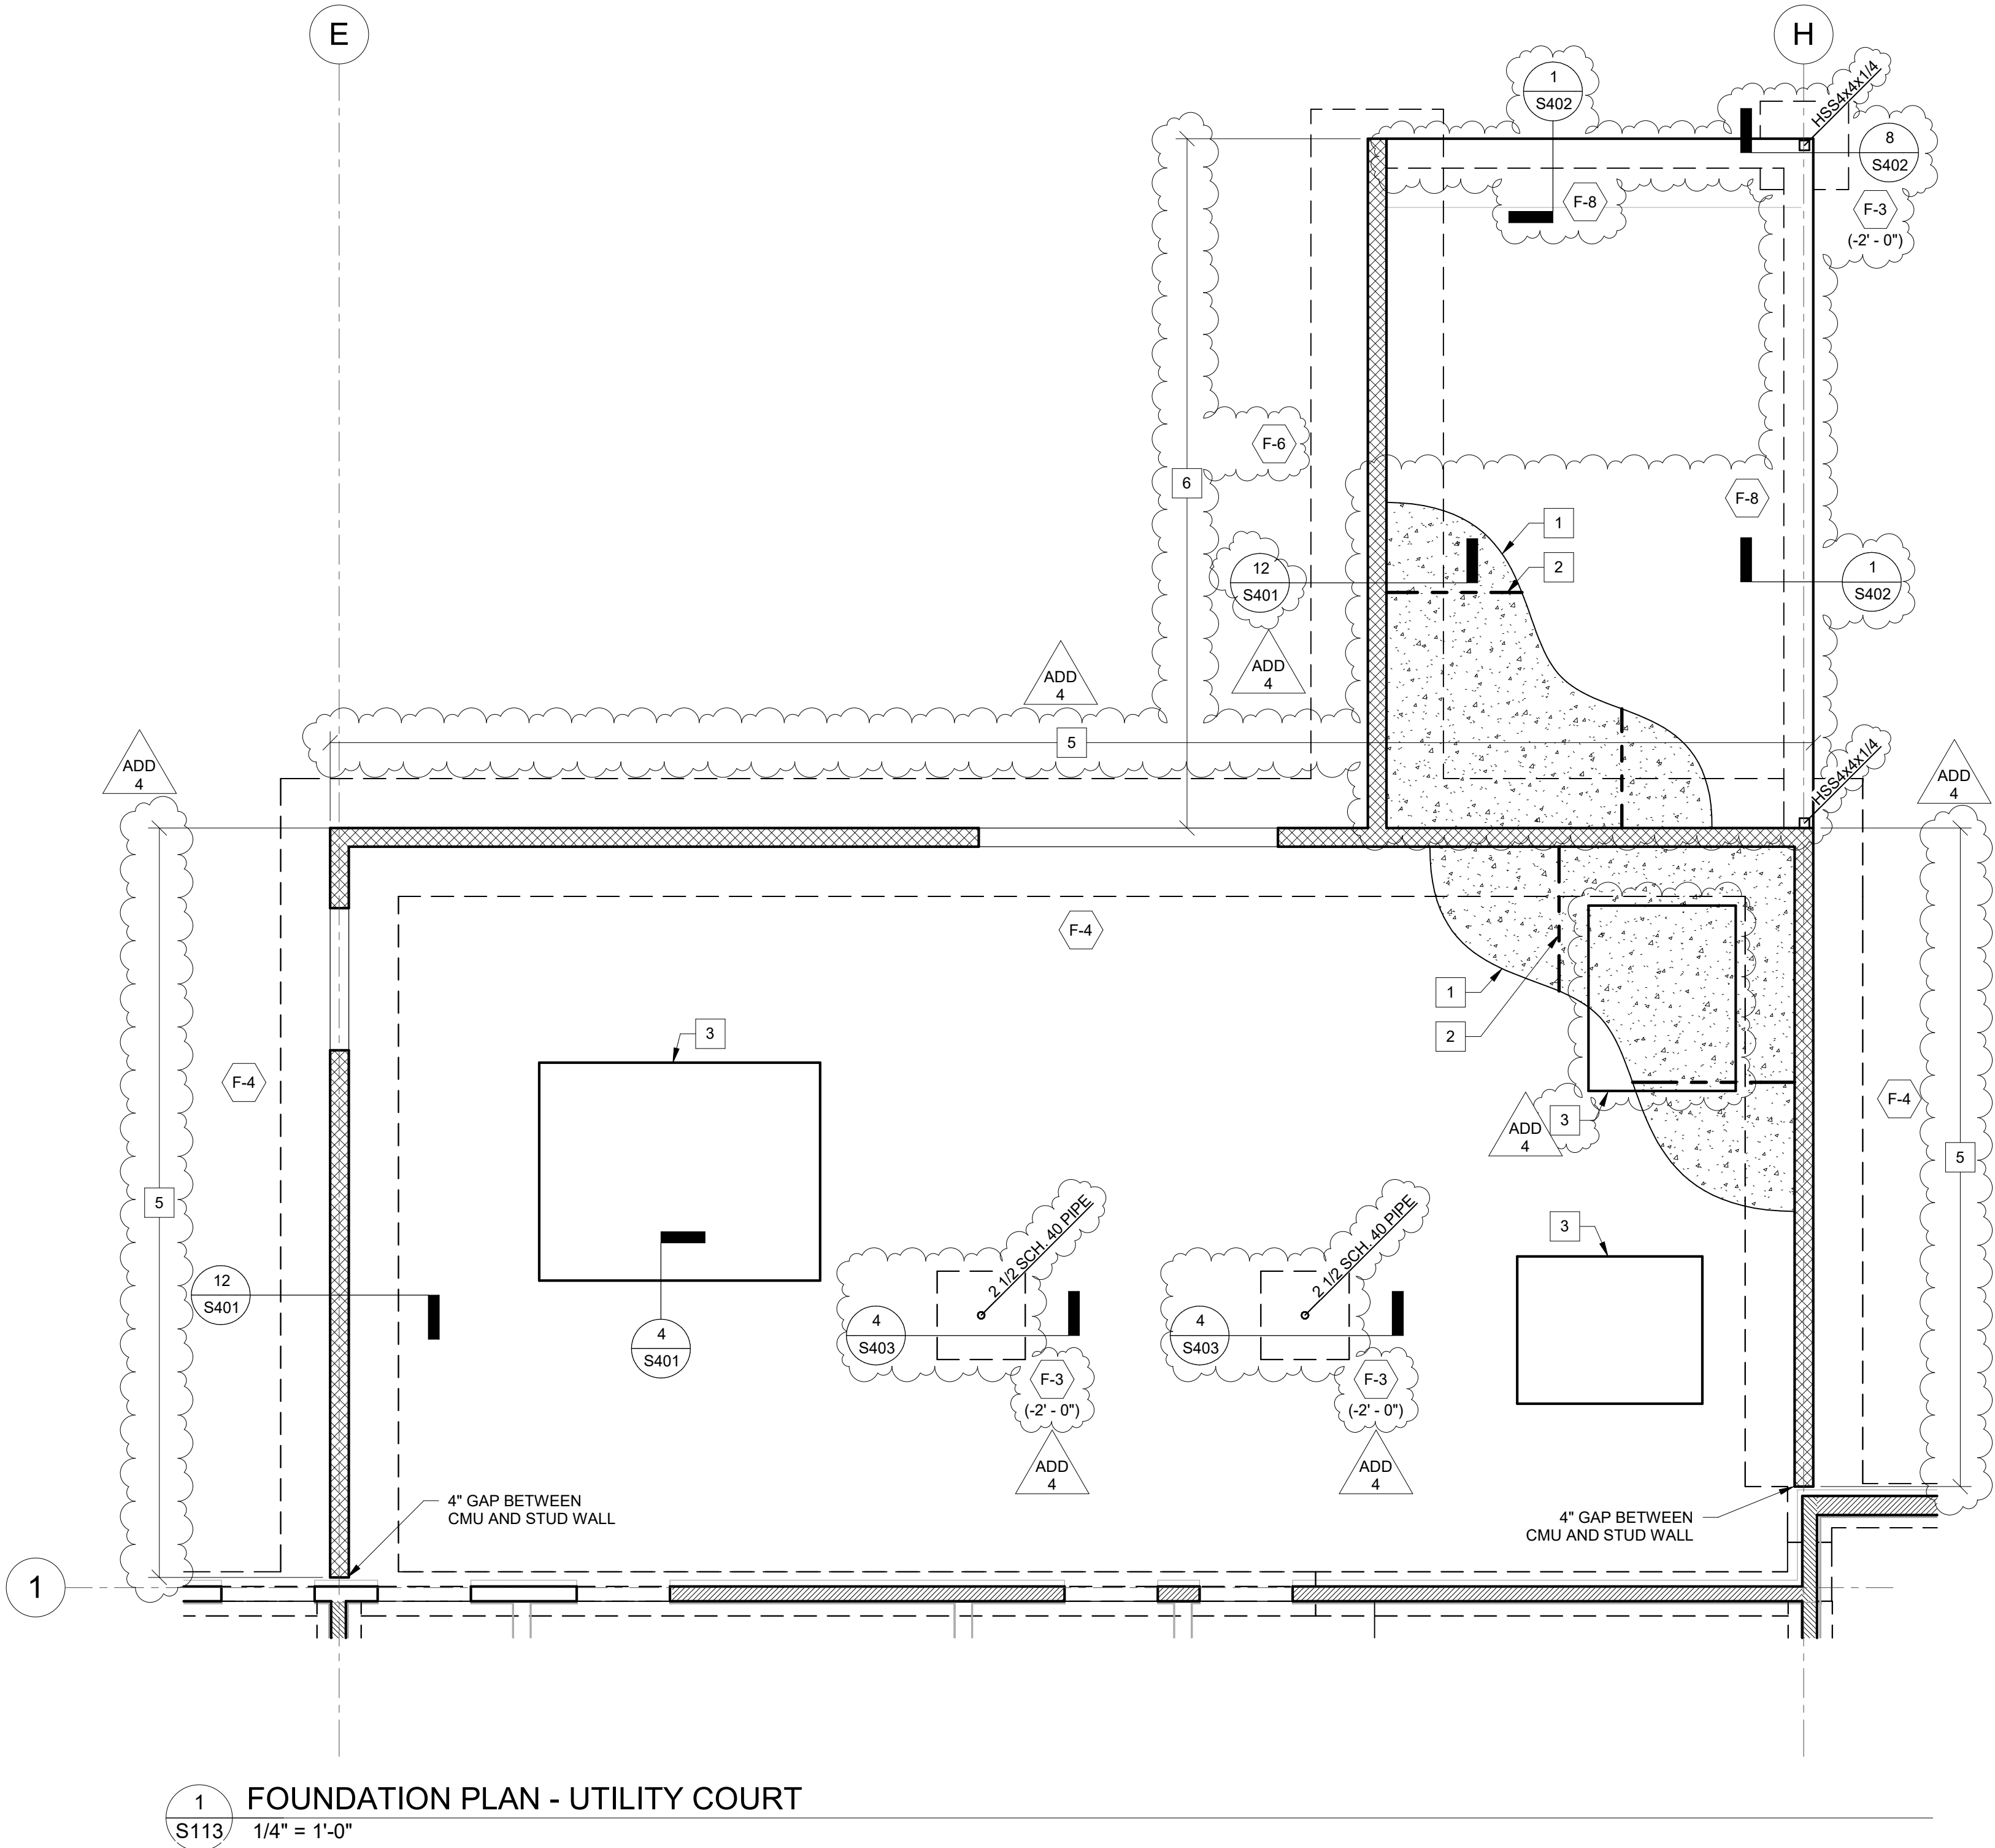 E
H
1
S402
HSS4x4x1/4
8
S402
F-8
F-3
(-2' - 0")
F-6
6
F-8
1
12
S401
2
1
S402
ADD
4
ADD
4
5
HSS4x4x1/4
ADD
4
ADD
4
F-4
1
3
2
F-4
F-4
3
ADD
4
5
5
2 1/2 SCH. 40 PIPE
2 1/2 SCH. 40 PIPE
3
12
S401
4
S401
4
S403
4
S403
F-3
(-2' - 0")
F-3
(-2' - 0")
ADD
4
ADD
4
4" GAP BETWEEN
CMU AND STUD WALL
4" GAP BETWEEN
CMU AND STUD WALL
1
1
S113
FOUNDATION PLAN - UTILITY COURT
1/4" = 1'-0"